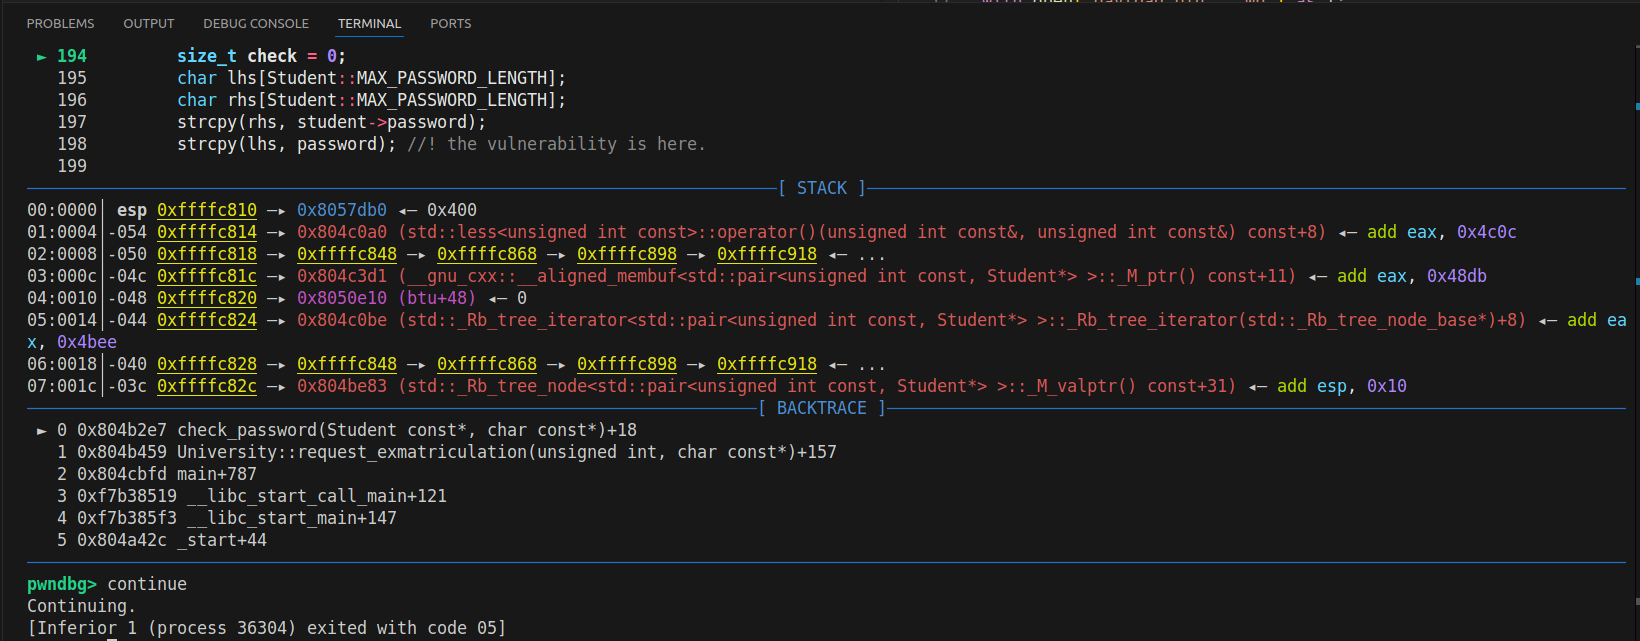 PROBLEMS OUTPUT DEBUG CONSOLE TERMINAL PORTS
► 194 size_t check = 0;
195 char lhs[Student::MAX_PASSWORD_LENGTH];
196 char rhs[Student::MAX_PASSWORD_LENGTH];
197 strcpy(rhs, student->password);
198 strcpy(lhs, password); //! the vulnerability is here.
199
[ STACK ]
00:0000│ esp 0xffffc810 —▸ 0x8057db0 ◂— 0x400
01:0004│-054 0xffffc814 —▸ 0x804c0a0 (std::less<unsigned int const>::operator()(unsigned int const&, unsigned int const&) const+8) ◂— add eax, 0x4c0c
02:0008│-050 0xffffc818 —▸ 0xffffc848 —▸ 0xffffc868 —▸ 0xffffc898 —▸ 0xffffc918 ◂— ...
03:000c│-04c 0xffffc81c —▸ 0x804c3d1 (__gnu_cxx::__aligned_membuf<std::pair<unsigned int const, Student*> >::_M_ptr() const+11) ◂— add eax, 0x48db
04:0010│-048 0xffffc820 —▸ 0x8050e10 (btu+48) ◂— 0
05:0014│-044 0xffffc824 —▸ 0x804c0be (std::_Rb_tree_iterator<std::pair<unsigned int const, Student*> >::_Rb_tree_iterator(std::_Rb_tree_node_base*)+8) ◂— add ea
x, 0x4bee
06:0018│-040 0xffffc828 —▸ 0xffffc848 —▸ 0xffffc868 —▸ 0xffffc898 —▸ 0xffffc918 ◂— ...
07:001c│-03c 0xffffc82c —▸ 0x804be83 (std::_Rb_tree_node<std::pair<unsigned int const, Student*> >::_M_valptr() const+31) ◂— add esp, 0x10
[ BACKTRACE ]
► 0 0x804b2e7 check_password(Student const*, char const*)+18
1 0x804b459 University::request_exmatriculation(unsigned int, char const*)+157
2 0x804cbfd main+787
3 0xf7b38519 __libc_start_call_main+121
4 0xf7b385f3 __libc_start_main+147
5 0x804a42c _start+44
pwndbg> continue
Continuing.
[Inferior 1 (process 36304) exited with code 05]